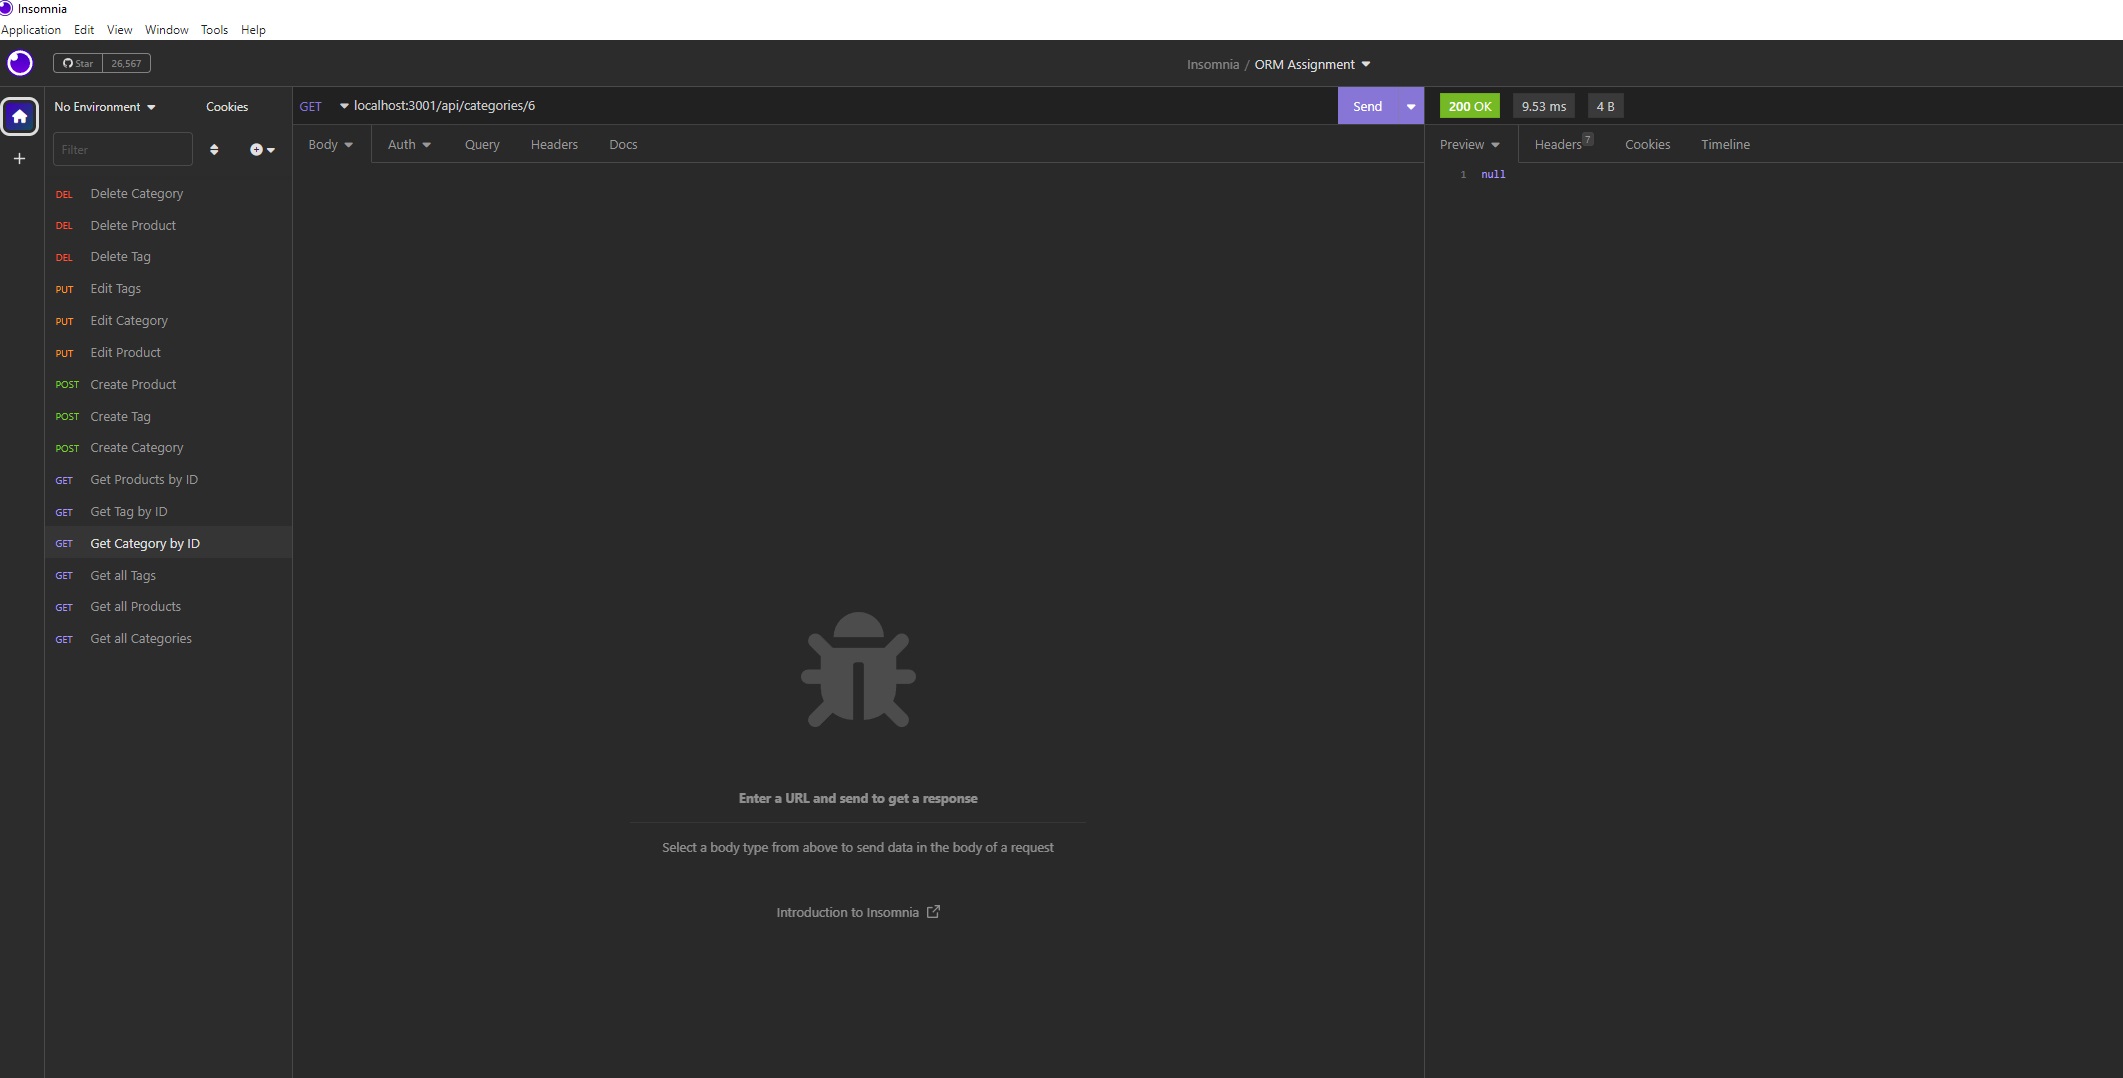 Insomnia
Application Edit View Window Tools Help
Star 26,567
Insomnia / ORM Assignment
No Environment Cookies
GET localhost:3001/api/categories/6 Send
200 OK 9.53 ms 4 B
Filter
Body Auth Query Headers Docs
Preview Headers 7 Cookies Timeline
1 null
DEL Delete Category
DEL Delete Product
DEL Delete Tag
PUT Edit Tags
PUT Edit Category
PUT Edit Product
POST Create Product
POST Create Tag
POST Create Category
GET Get Products by ID
GET Get Tag by ID
GET Get Category by ID
GET Get all Tags
GET Get all Products
GET Get all Categories
Enter a URL and send to get a response
Select a body type from above to send data in the body of a request
Introduction to Insomnia